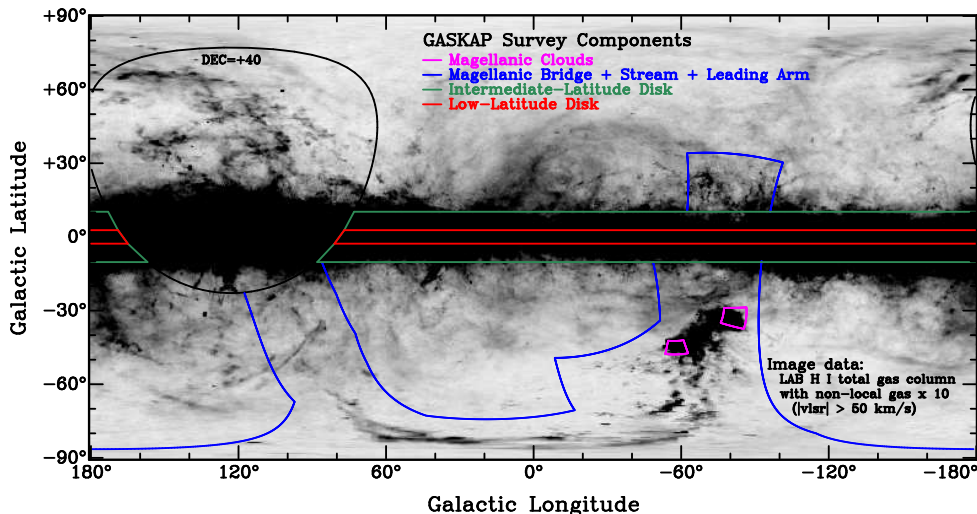 +90°
DEC=+40
GASKAP Survey Components
Magellanic Clouds
Magellanic Bridge + Stream + Leading Arm
Intermediate-Latitude Disk
Low-Latitude Disk
+60°
+30°
0°
-30°
-60°
-90°
Galactic Latitude
Image data:
LAB H I total gas column
with non-local gas x 10
(|vlsr| > 50 km/s)
180° 120° 60° 0° -60° -120° -180°
Galactic Longitude